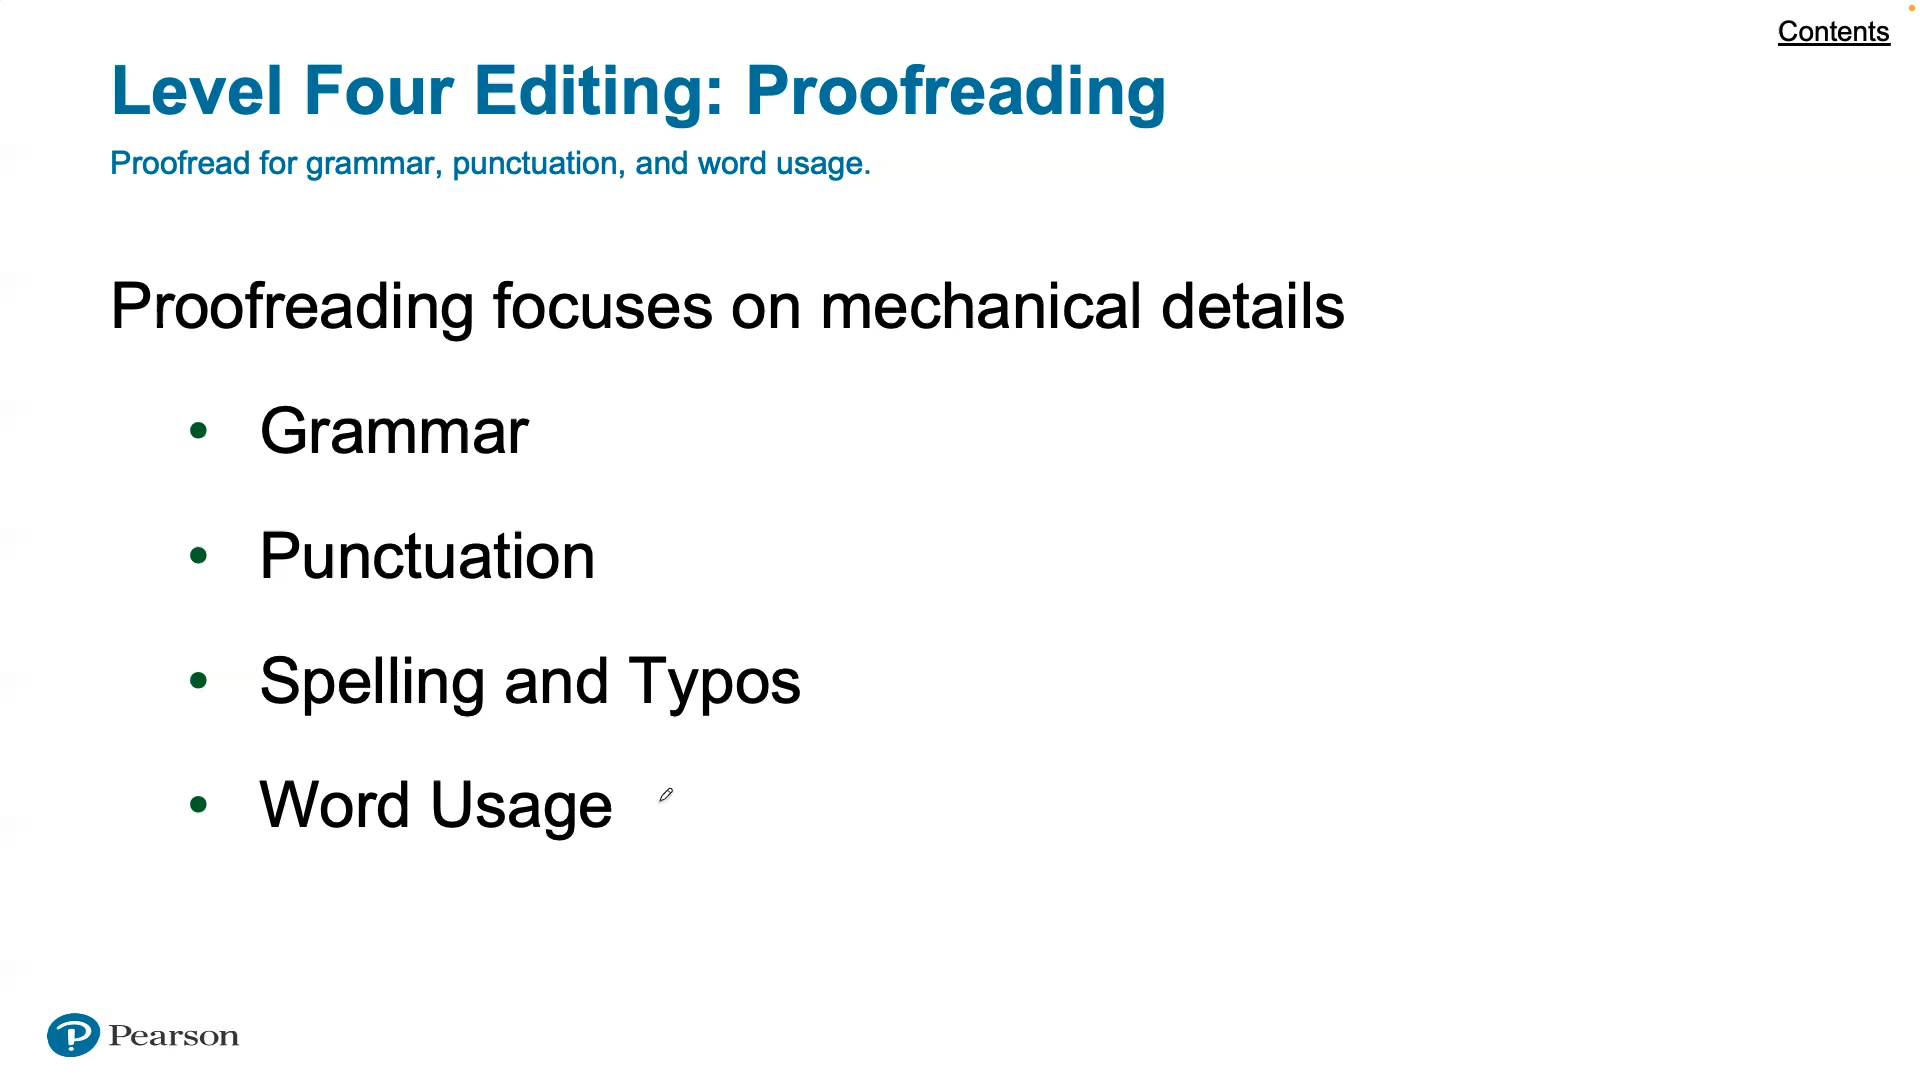 Contents
Level Four Editing: Proofreading
Proofread for grammar, punctuation, and word usage.
Proofreading focuses on mechanical details
• Grammar
• Punctuation
• Spelling and Typos
• Word Usage
Pearson